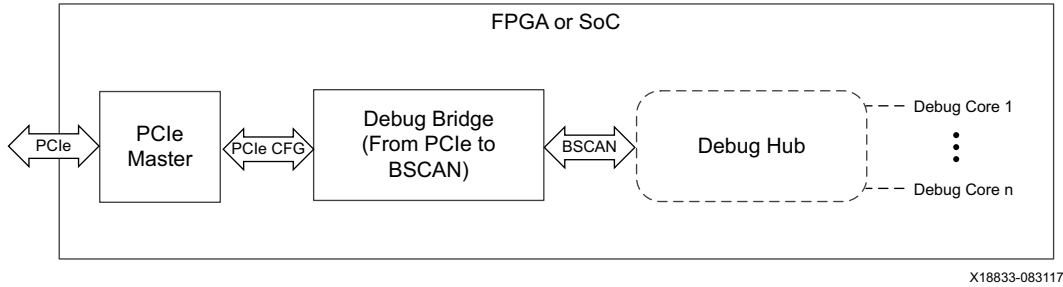 FPGA or SoC
PCIe
PCIe
Master
PCIe CFG
Debug Bridge
(From PCIe to
BSCAN)
BSCAN
Debug Hub
Debug Core 1
Debug Core n
X18833-083117